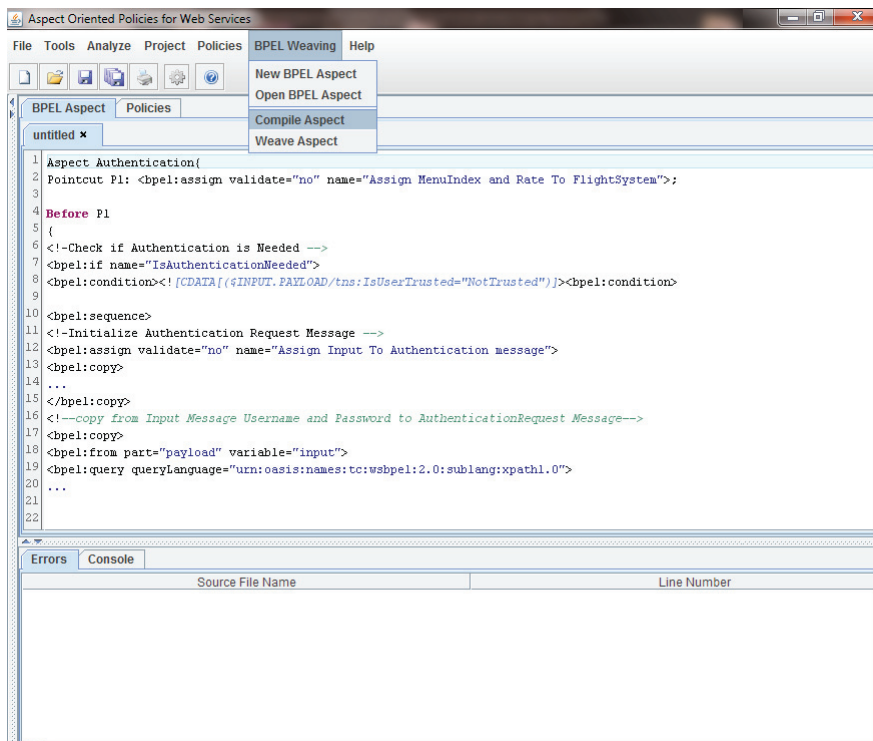 Aspect Oriented Policies for Web Services
File Tools Analyze Project Policies BPEL Weaving Help
New BPEL Aspect
Open BPEL Aspect
Compile Aspect
Weave Aspect
BPEL Aspect Policies
untitled ×
1 Aspect Authentication{
2 Pointcut P1: <bpel:assign validate="no" name="Assign MenuIndex and Rate To FlightSystem">;
3
4 Before P1
5 {
6 <!-Check if Authentication is Needed -->
7 <bpel:if name="IsAuthenticationNeeded">
8 <bpel:condition><![CDATA[($INPUT.PAYLOAD/tns:IsUserTrusted="NotTrusted")]><bpel:condition>
9
10 <bpel:sequence>
11 <!-Initialize Authentication Request Message -->
12 <bpel:assign validate="no" name="Assign Input To Authentication message">
13 <bpel:copy>
14 ...
15 </bpel:copy>
16 <!--copy from Input Message Username and Password to AuthenticationRequest Message-->
17 <bpel:copy>
18 <bpel:from part="payload" variable="input">
19 <bpel:query queryLanguage="urn:oasis:names:tc:wsbpel:2.0:sublang:xpath1.0">
20 ...
21
22
Errors Console
Source File Name Line Number